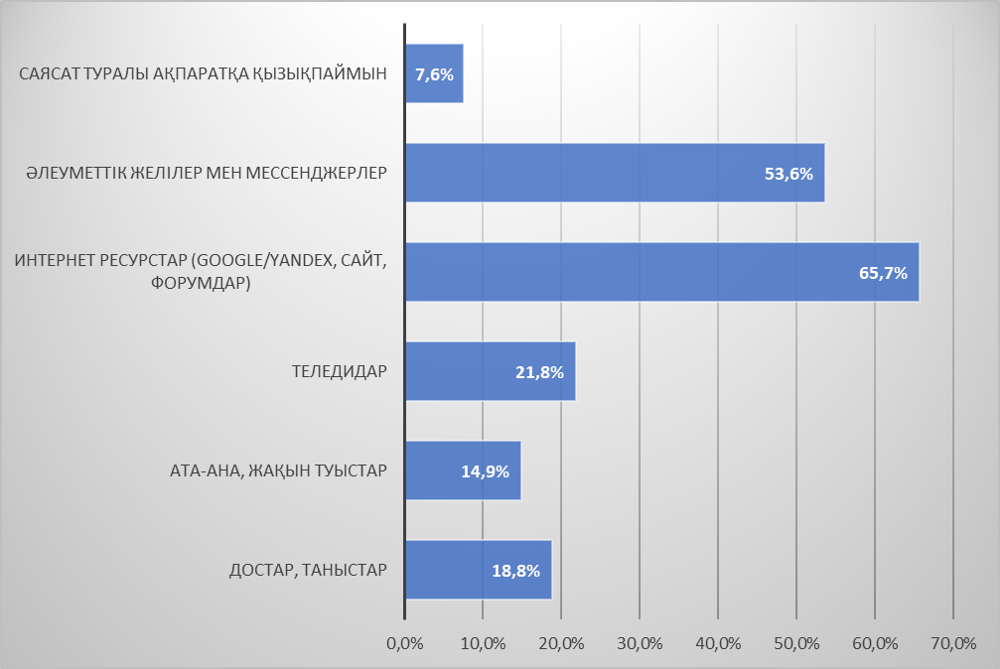 САЯСАТ ТУРАЛЫ АҚПАРАТҚА ҚЫЗЫҚПАЙМЫН
7,6%
ӘЛЕУМЕТТІК ЖЕЛІЛЕР МЕН МЕССЕНДЖЕРЛЕР
53,6%
ИНТЕРНЕТ РЕСУРСТАР (GOOGLE/YANDEX, САЙТ,
ФОРУМДАР)
65,7%
ТЕЛЕДИДАР
21,8%
АТА-АНА, ЖАҚЫН ТУЫСТАР
14,9%
ДОСТАР, ТАНЫСТАР
18,8%
0,0% 10,0% 20,0% 30,0% 40,0% 50,0% 60,0% 70,0%